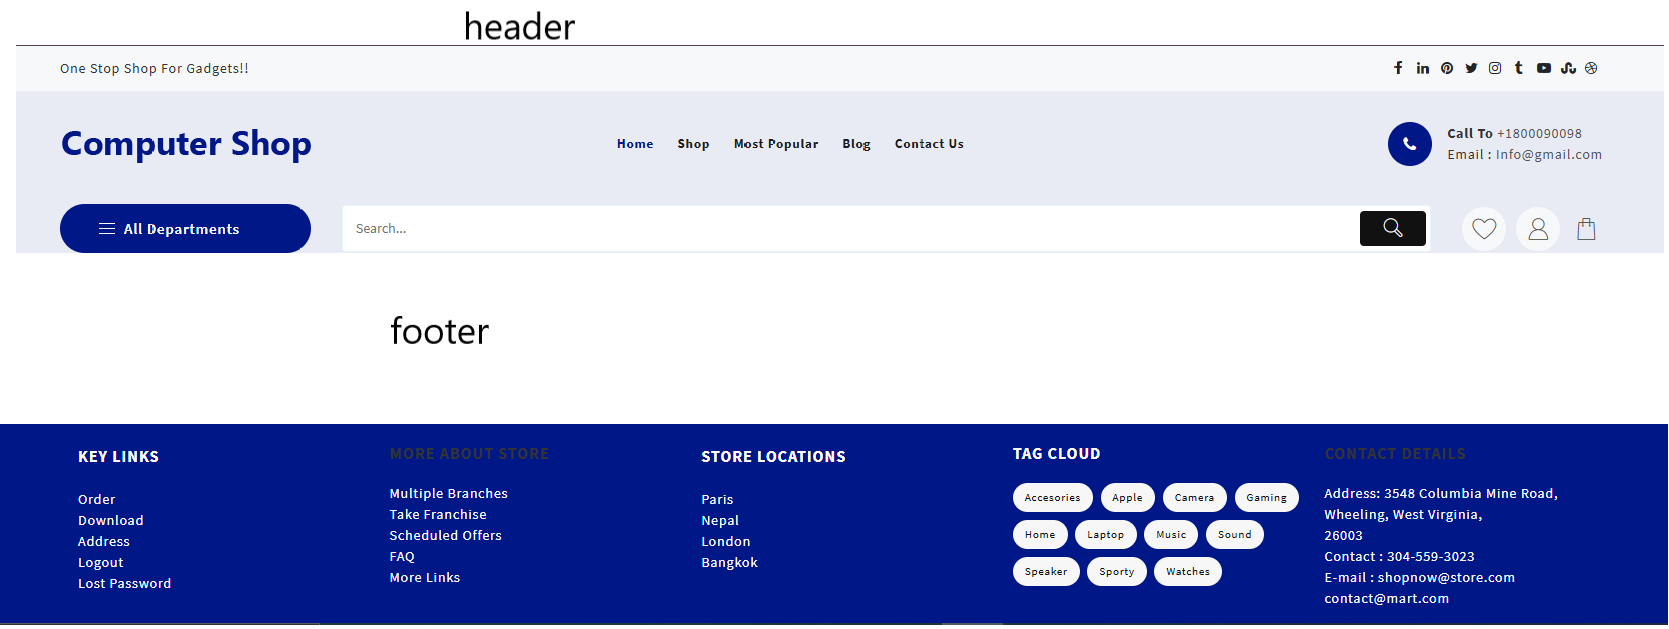 header
One Stop Shop For Gadgets!!
Computer Shop
Home Shop Most Popular Blog Contact Us
Call To +1800090098
Email : Info@gmail.com
All Departments
Search...
footer
KEY LINKS
Order
Download
Address
Logout
Lost Password
MORE ABOUT STORE
Multiple Branches
Take Franchise
Scheduled Offers
FAQ
More Links
STORE LOCATIONS
Paris
Nepal
London
Bangkok
TAG CLOUD
Accesories Apple Camera Gaming
Home Laptop Music Sound
Speaker Sporty Watches
CONTACT DETAILS
Address: 3548 Columbia Mine Road,
Wheeling, West Virginia,
26003
Contact : 304-559-3023
E-mail : shopnow@store.com
contact@mart.com